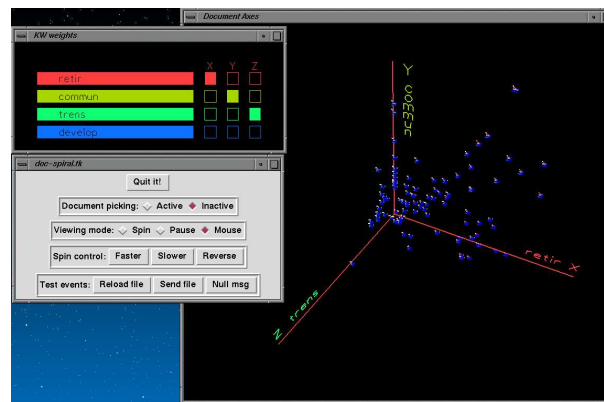 Document Axes
KW weights
X Y Z
retir
commun
trens
develop
doc-spiral.tk
Quit it!
Document picking: Active Inactive
Viewing mode: Spin Pause Mouse
Spin control: Faster Slower Reverse
Test events: Reload file Send file Null msg
Y commun
retir X
Z trens